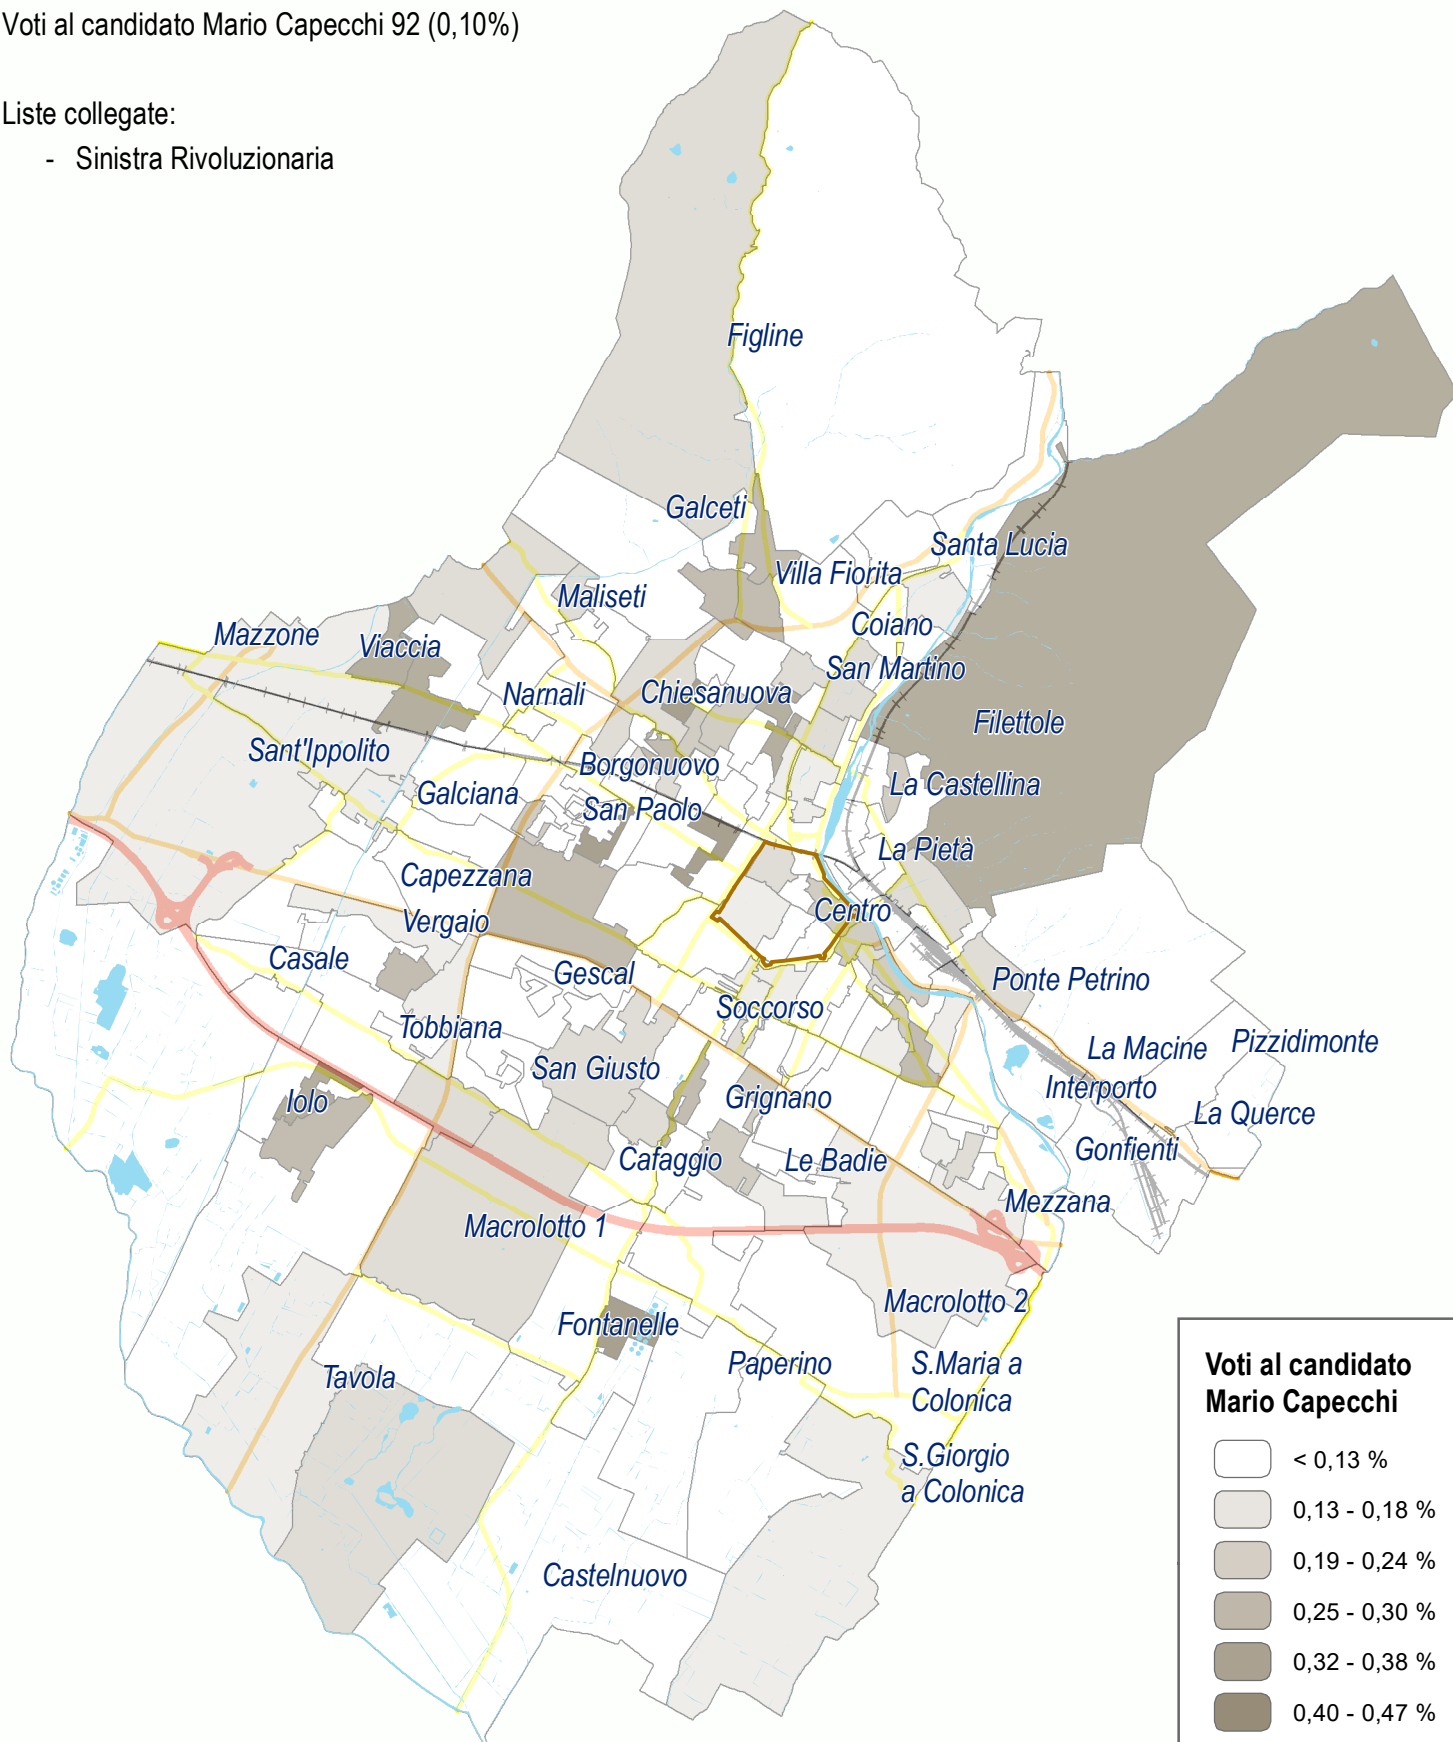 Voti al candidato Mario Capecchi 92 (0,10%)
Liste collegate:
- Sinistra Rivoluzionaria
Figline
Galceti
Santa Lucia
Villa Fiorita
Maliseti
Coiano
Mazzone
Viaccia
San Martino
Narnali
Chiesanuova
Filettole
Sant'Ippolito
Borgonuovo
La Castellina
Galciana
San Paolo
La Pietà
Capezzana
Centro
Vergaio
Casale
Gescal
Ponte Petrino
Soccorso
Tobbiana
La Macine
Pizzidimonte
San Giusto
Interporto
Iolo
Grignano
La Querce
Gonfienti
Cafaggio
Le Badie
Mezzana
Macrolotto 1
Macrolotto 2
Fontanelle
Paperino
S.Maria a
Colonica
Tavola
S.Giorgio
a Colonica
Castelnuovo
Voti al candidato
Mario Capecchi
< 0,13 %
0,13 - 0,18 %
0,19 - 0,24 %
0,25 - 0,30 %
0,32 - 0,38 %
0,40 - 0,47 %